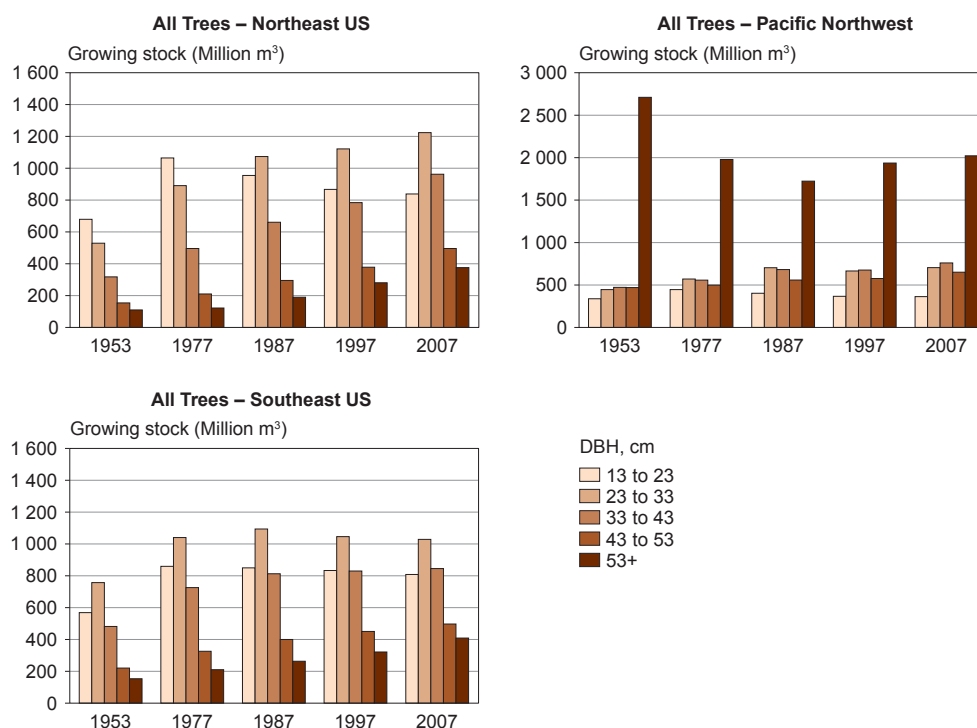 All Trees – Northeast US
Growing stock (Million m³)
1 600
1 400
1 200
1 000
800
600
400
200
0
1953 1977 1987 1997 2007
All Trees – Pacific Northwest
Growing stock (Million m³)
3 000
2 500
2 000
1 500
1 000
500
0
1953 1977 1987 1997 2007
All Trees – Southeast US
Growing stock (Million m³)
1 600
1 400
1 200
1 000
800
600
400
200
0
1953 1977 1987 1997 2007
DBH, cm
13 to 23
23 to 33
33 to 43
43 to 53
53+